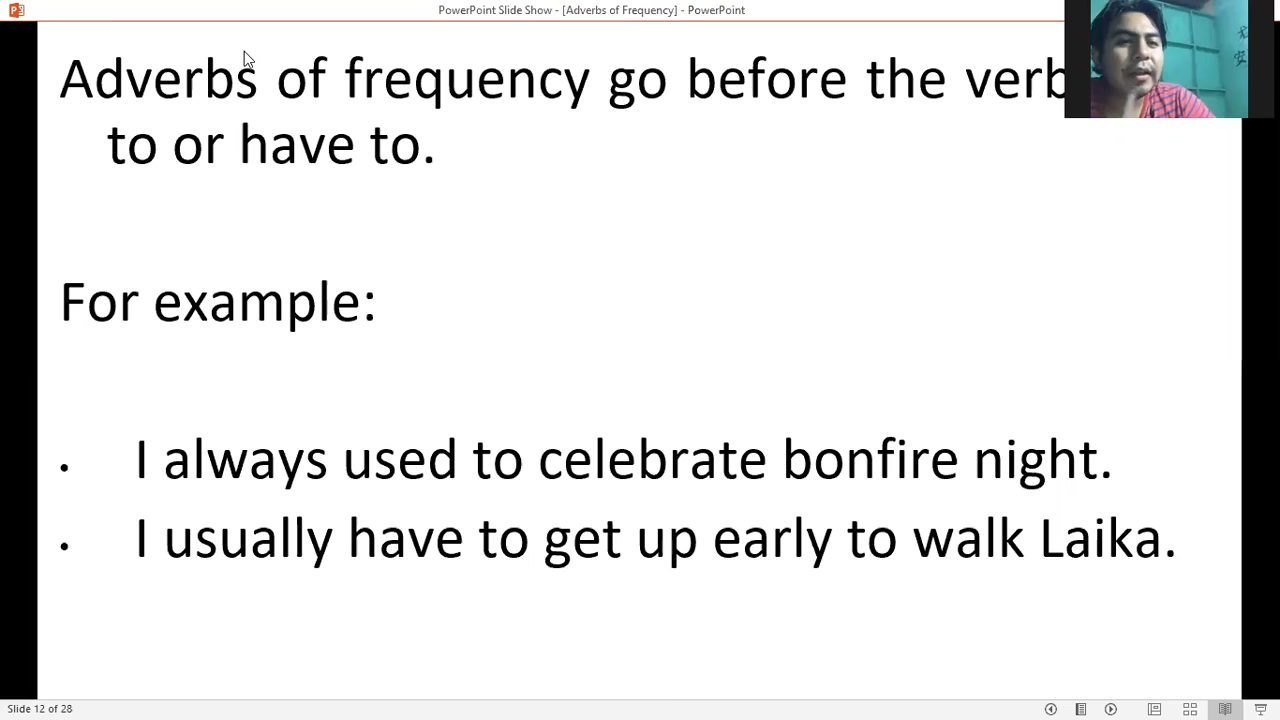 PowerPoint Slide Show - [Adverbs of Frequency] - PowerPoint
Adverbs of frequency go before the verb
to or have to.
For example:
• I always used to celebrate bonfire night.
• I usually have to get up early to walk Laika.
Slide 12 of 28